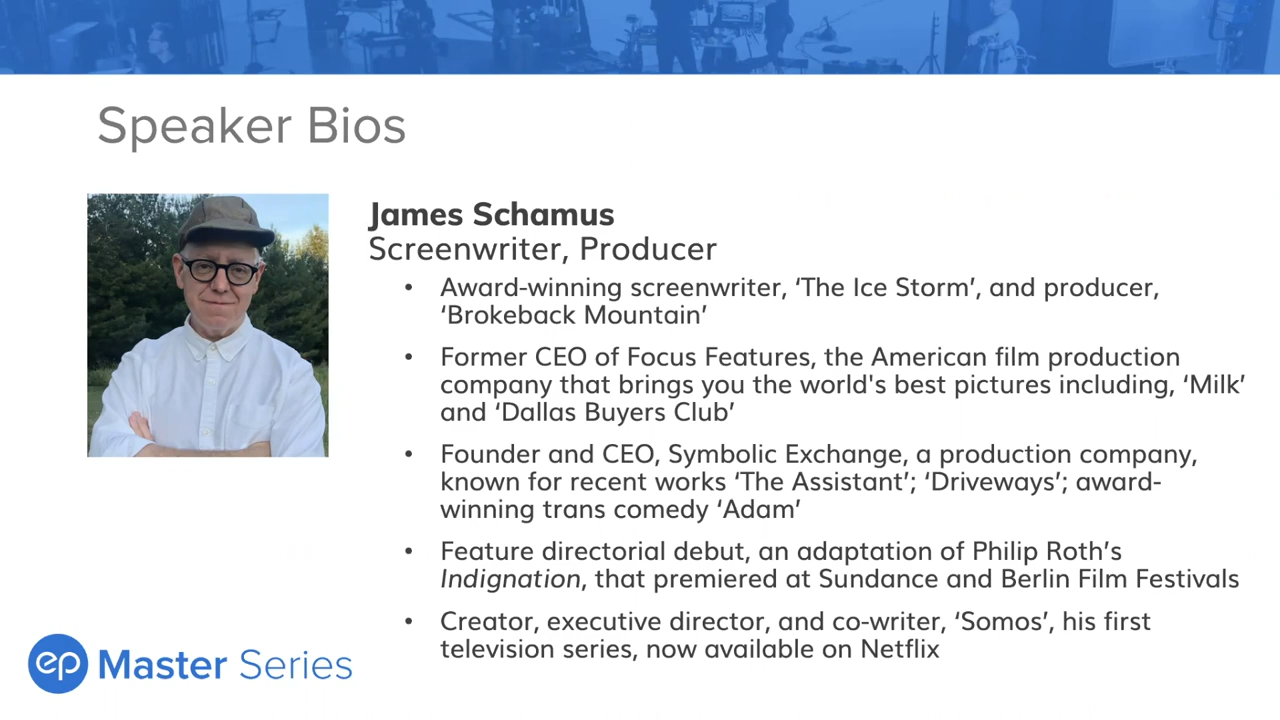 Speaker Bios
James Schamus
Screenwriter, Producer
• Award-winning screenwriter, ‘The Ice Storm’, and producer,
‘Brokeback Mountain’
• Former CEO of Focus Features, the American film production
company that brings you the world's best pictures including, ‘Milk’
and ‘Dallas Buyers Club’
• Founder and CEO, Symbolic Exchange, a production company,
known for recent works ‘The Assistant’; ‘Driveways’; award-
winning trans comedy ‘Adam’
• Feature directorial debut, an adaptation of Philip Roth’s
Indignation, that premiered at Sundance and Berlin Film Festivals
• Creator, executive director, and co-writer, ‘Somos’, his first
television series, now available on Netflix
ep Master Series